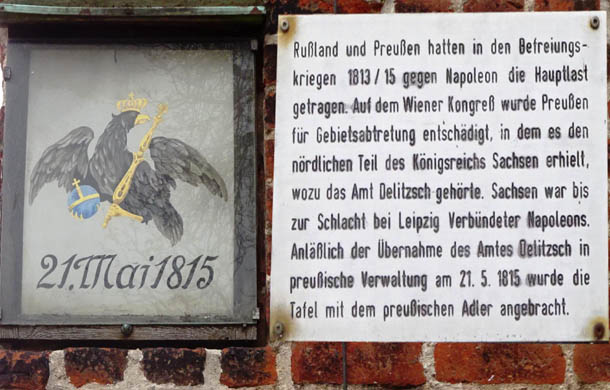 21. Mai 1815
Rußland und Preußen hatten in den Befreiungs-
kriegen 1813/15 gegen Napoleon die Hauptlast
getragen. Auf dem Wiener Kongreß wurde Preußen
für Gebietsabtretung entschädigt, in dem es den
nördlichen Teil des Königreichs Sachsen erhielt,
wozu das Amt Delitzsch gehörte. Sachsen war bis
zur Schlacht bei Leipzig Verbündeter Napoleons.
Anläßlich der Übernahme des Amtes Delitzsch in
preußische Verwaltung am 21. 5. 1815 wurde die
Tafel mit dem preußischen Adler angebracht.